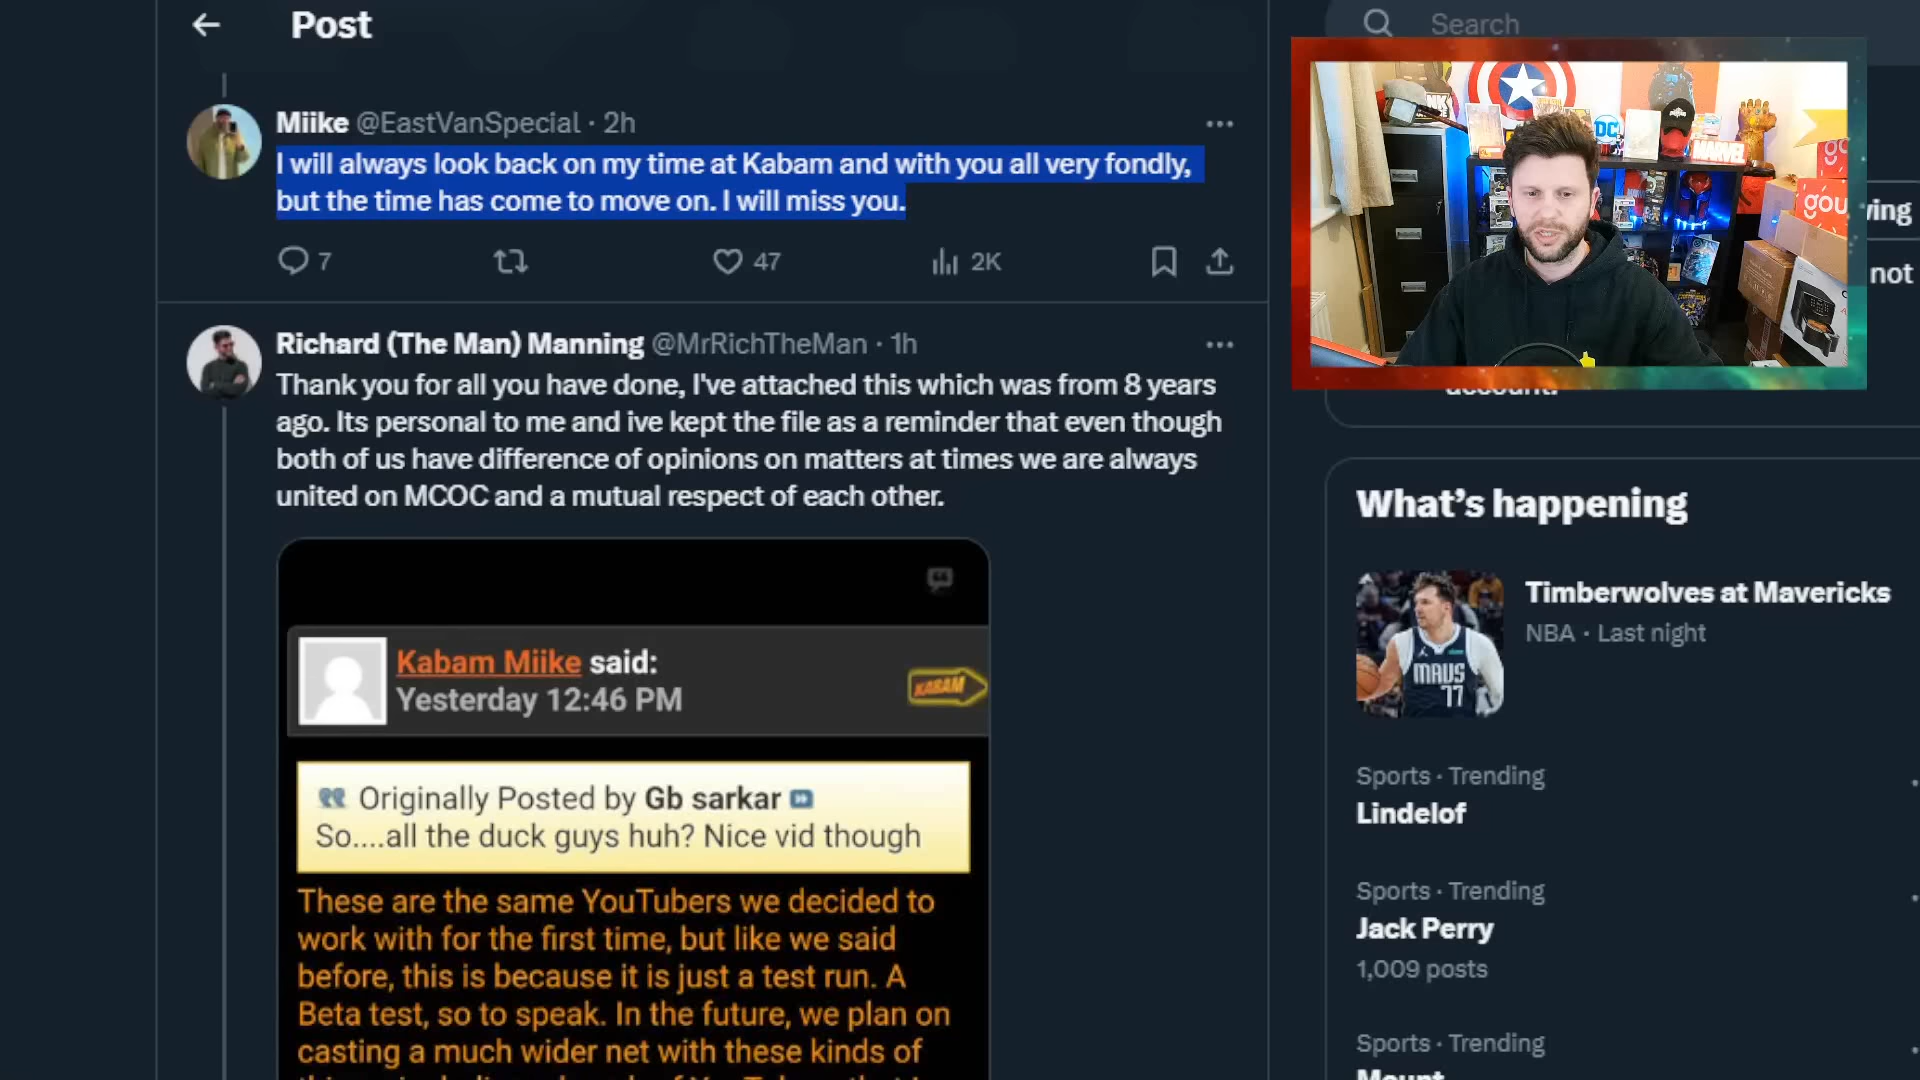 Post
Search
Miike @EastVanSpecial · 2h
I will always look back on my time at Kabam and with you all very fondly,
but the time has come to move on. I will miss you.
7
47
2K
Richard (The Man) Manning @MrRichTheMan · 1h
Thank you for all you have done, I've attached this which was from 8 years
ago. Its personal to me and ive kept the file as a reminder that even though
both of us have difference of opinions on matters at times we are always
united on MCOC and a mutual respect of each other.
Kabam Miike said:
Yesterday 12:46 PM
KABAM
Originally Posted by Gb sarkar
So....all the duck guys huh? Nice vid though
These are the same YouTubers we decided to
work with for the first time, but like we said
before, this is because it is just a test run. A
Beta test, so to speak. In the future, we plan on
casting a much wider net with these kinds of
DC
MARVEL
gou
not
account.
What's happening
Timberwolves at Mavericks
NBA · Last night
MAVS
77
Sports · Trending
Lindelof
Sports · Trending
Jack Perry
1,009 posts
Sports · Trending
Mount